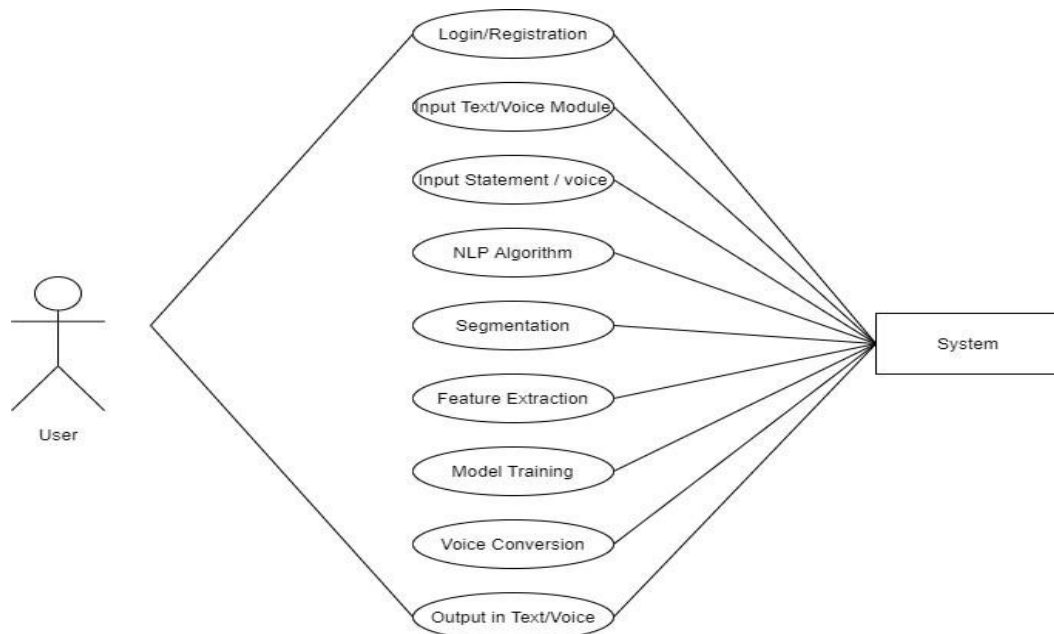 Login/Registration
Input Text/Voice Module
Input Statement / voice
NLP Algorithm
Segmentation
System
Feature Extraction
User
Model Training
Voice Conversion
Output in Text/Voice